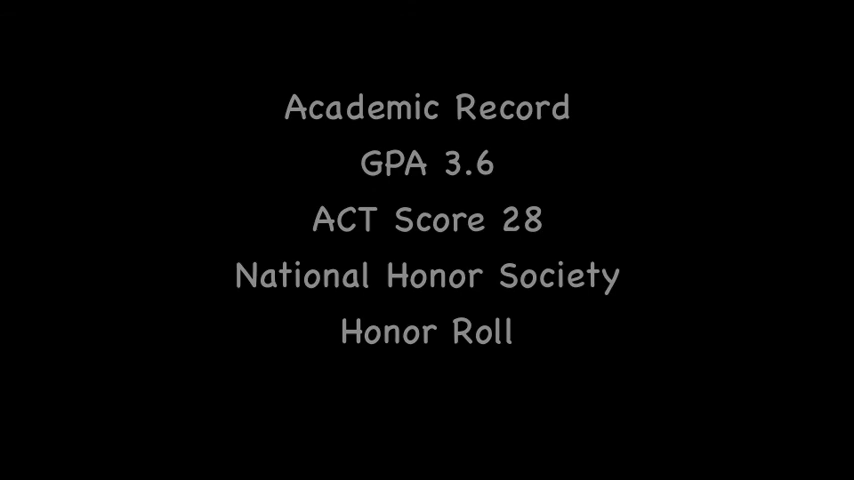 Academic Record
GPA 3.6
ACT Score 28
National Honor Society
Honor Roll